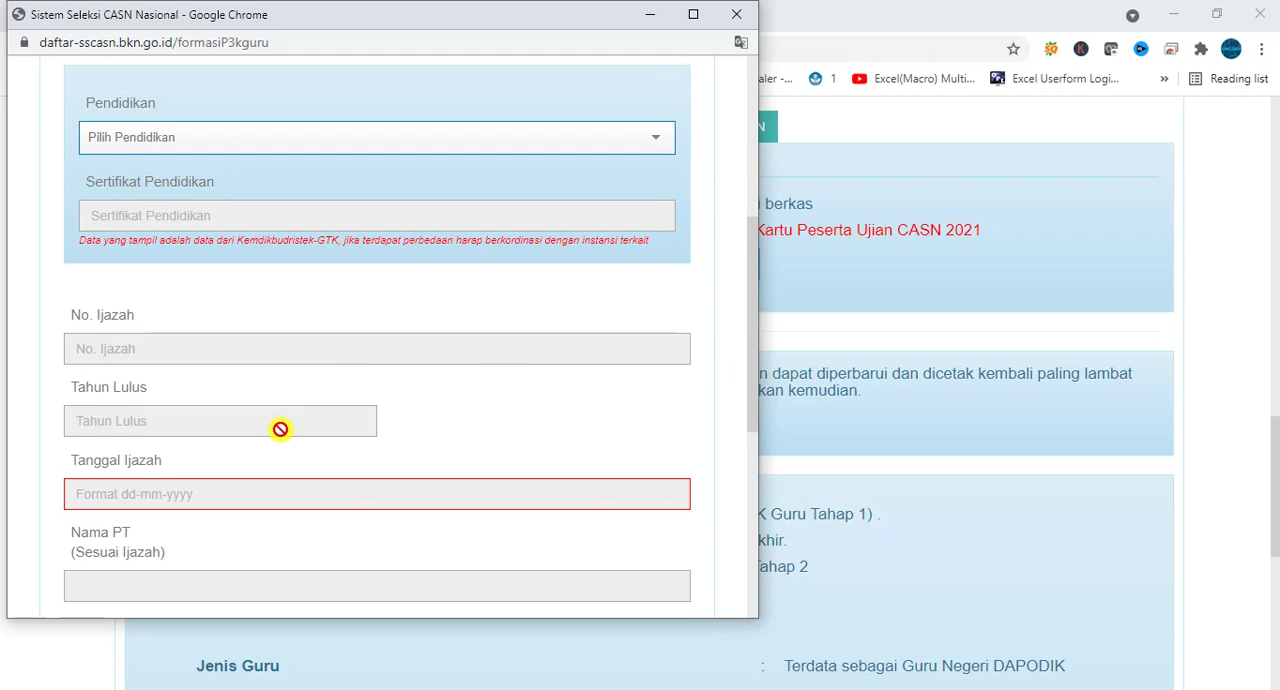 Sistem Seleksi CASN Nasional - Google Chrome
daftar-sscasn.bkn.go.id/formasiP3kguru
Pendidikan
Pilih Pendidikan
Sertifikat Pendidikan
Sertifikat Pendidikan
Data yang tampil adalah data dari Kemdikbudristek-GTK, jika terdapat perbedaan harap berkordinasi dengan instansi terkait
No. Ijazah
No. Ijazah
Tahun Lulus
Tahun Lulus
Tanggal Ijazah
Format dd-mm-yyyy
Nama PT
(Sesuai Ijazah)
aler -...
1
Excel(Macro) Multi...
Excel Userform Logi...
»
Reading list
N
i berkas
Kartu Peserta Ujian CASN 2021
n dapat diperbarui dan dicetak kembali paling lambat
kan kemudian.
K Guru Tahap 1) .
khir.
Tahap 2
Jenis Guru : Terdata sebagai Guru Negeri DAPODIK